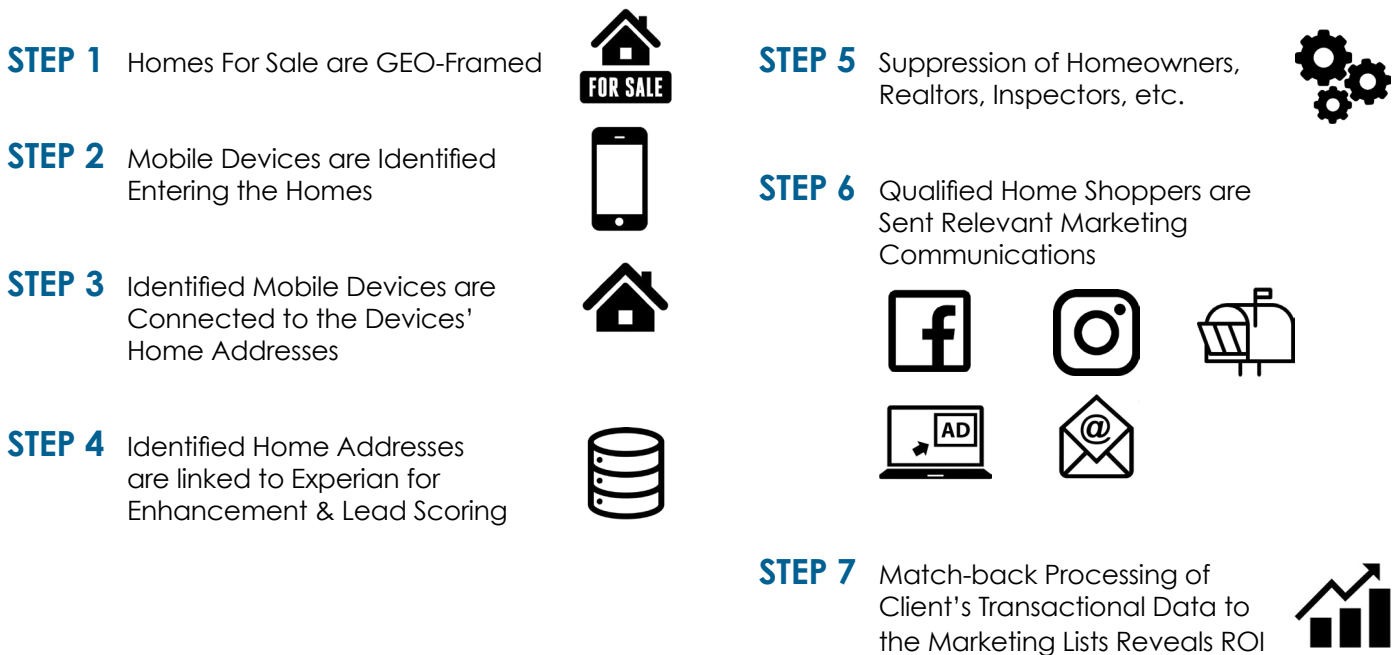 STEP 1 Homes For Sale are GEO-Framed
FOR SALE
STEP 2 Mobile Devices are Identified
Entering the Homes
STEP 3 Identified Mobile Devices are
Connected to the Devices’
Home Addresses
STEP 4 Identified Home Addresses
are linked to Experian for
Enhancement & Lead Scoring
STEP 5 Suppression of Homeowners,
Realtors, Inspectors, etc.
STEP 6 Qualified Home Shoppers are
Sent Relevant Marketing
Communications
f
AD
@
STEP 7 Match-back Processing of
Client’s Transactional Data to
the Marketing Lists Reveals ROI